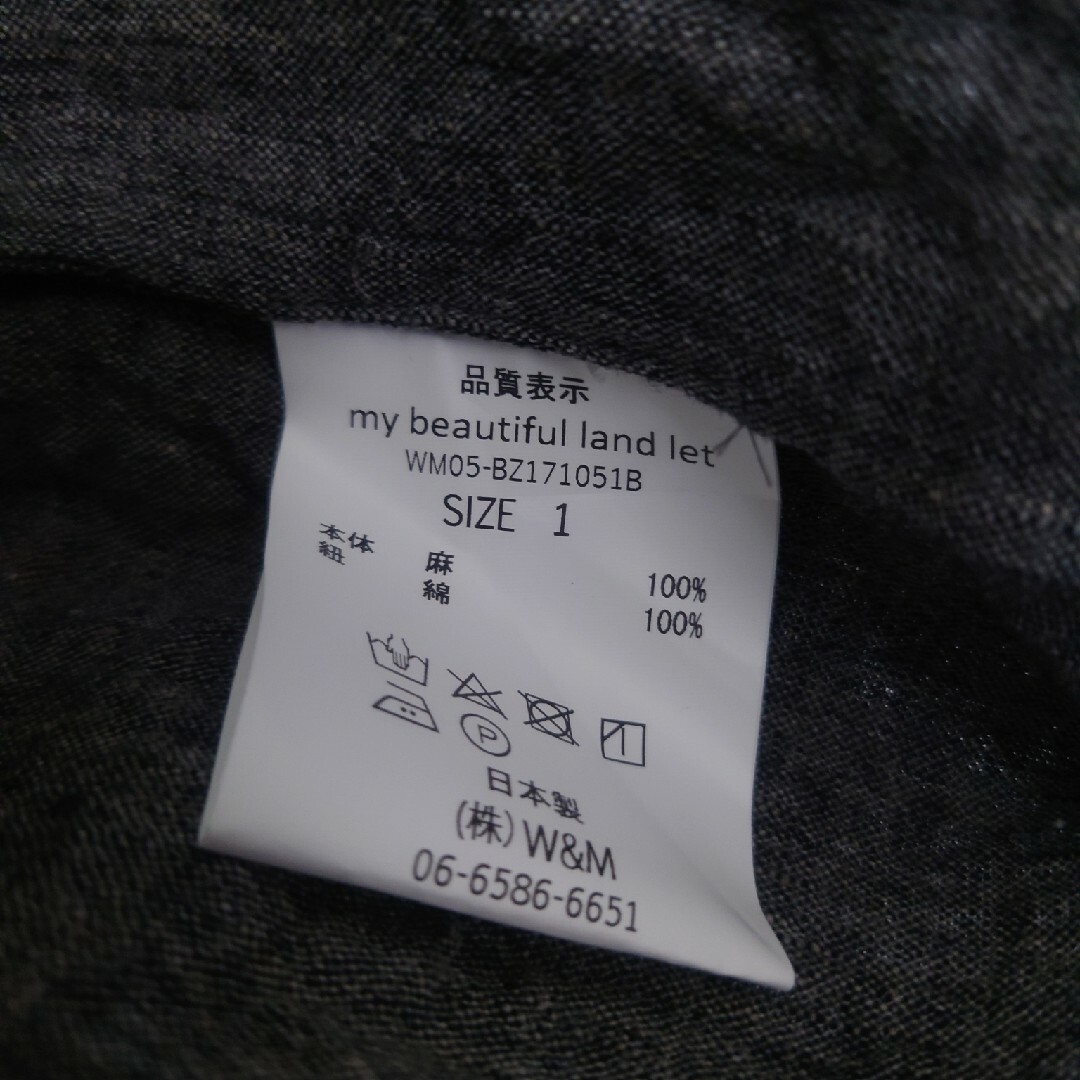 品質表示
my beautiful land let
WM05-BZ171051B
SIZE 1
本体 麻 100%
紐 綿 100%
P
日本製
(株)W&M
06-6586-6651